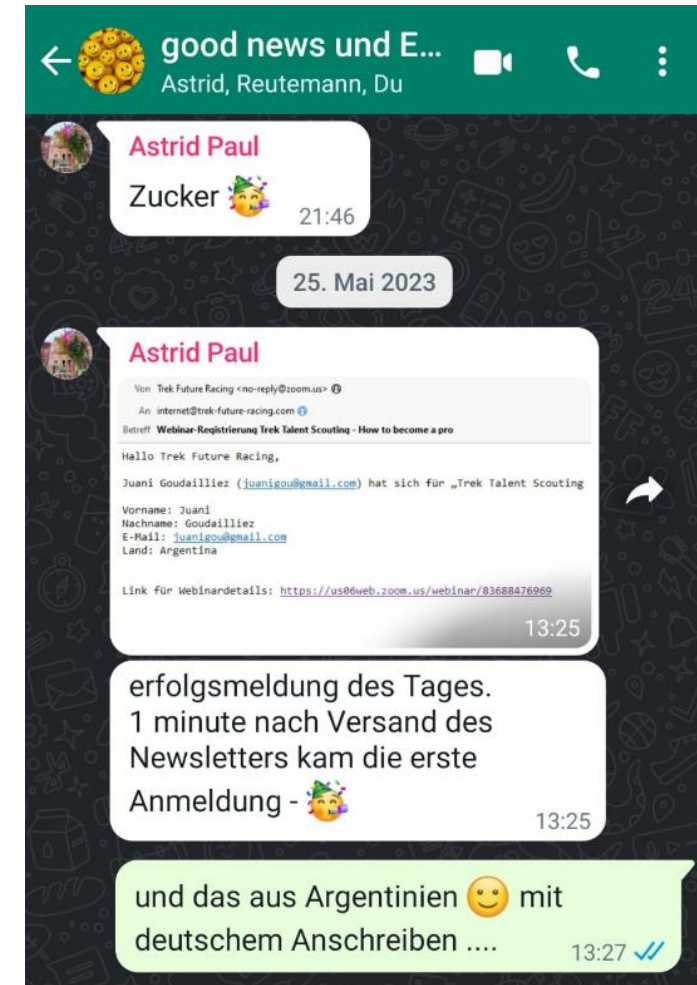 good news und E...
Astrid, Reutemann, Du
Astrid Paul
Zucker 🥳
21:46
25. Mai 2023
Astrid Paul
Von Trek Future Racing <no-reply@zoom.us>
An internet@trek-future-racing.com
Betreff Webinar-Registrierung Trek Talent Scouting - How to become a pro
Hallo Trek Future Racing,
Juani Goudailliez (juanigou@gmail.com) hat sich für „Trek Talent Scouting
Vorname: Juani
Nachname: Goudailliez
E-Mail: juanigou@gmail.com
Land: Argentina
Link für Webinardetails: https://us06web.zoom.us/webinar/83688476969
13:25
erfolgsmeldung des Tages.
1 minute nach Versand des
Newsletters kam die erste
Anmeldung - 🥳
13:25
und das aus Argentinien 🙂 mit
deutschem Anschreiben ....
13:27